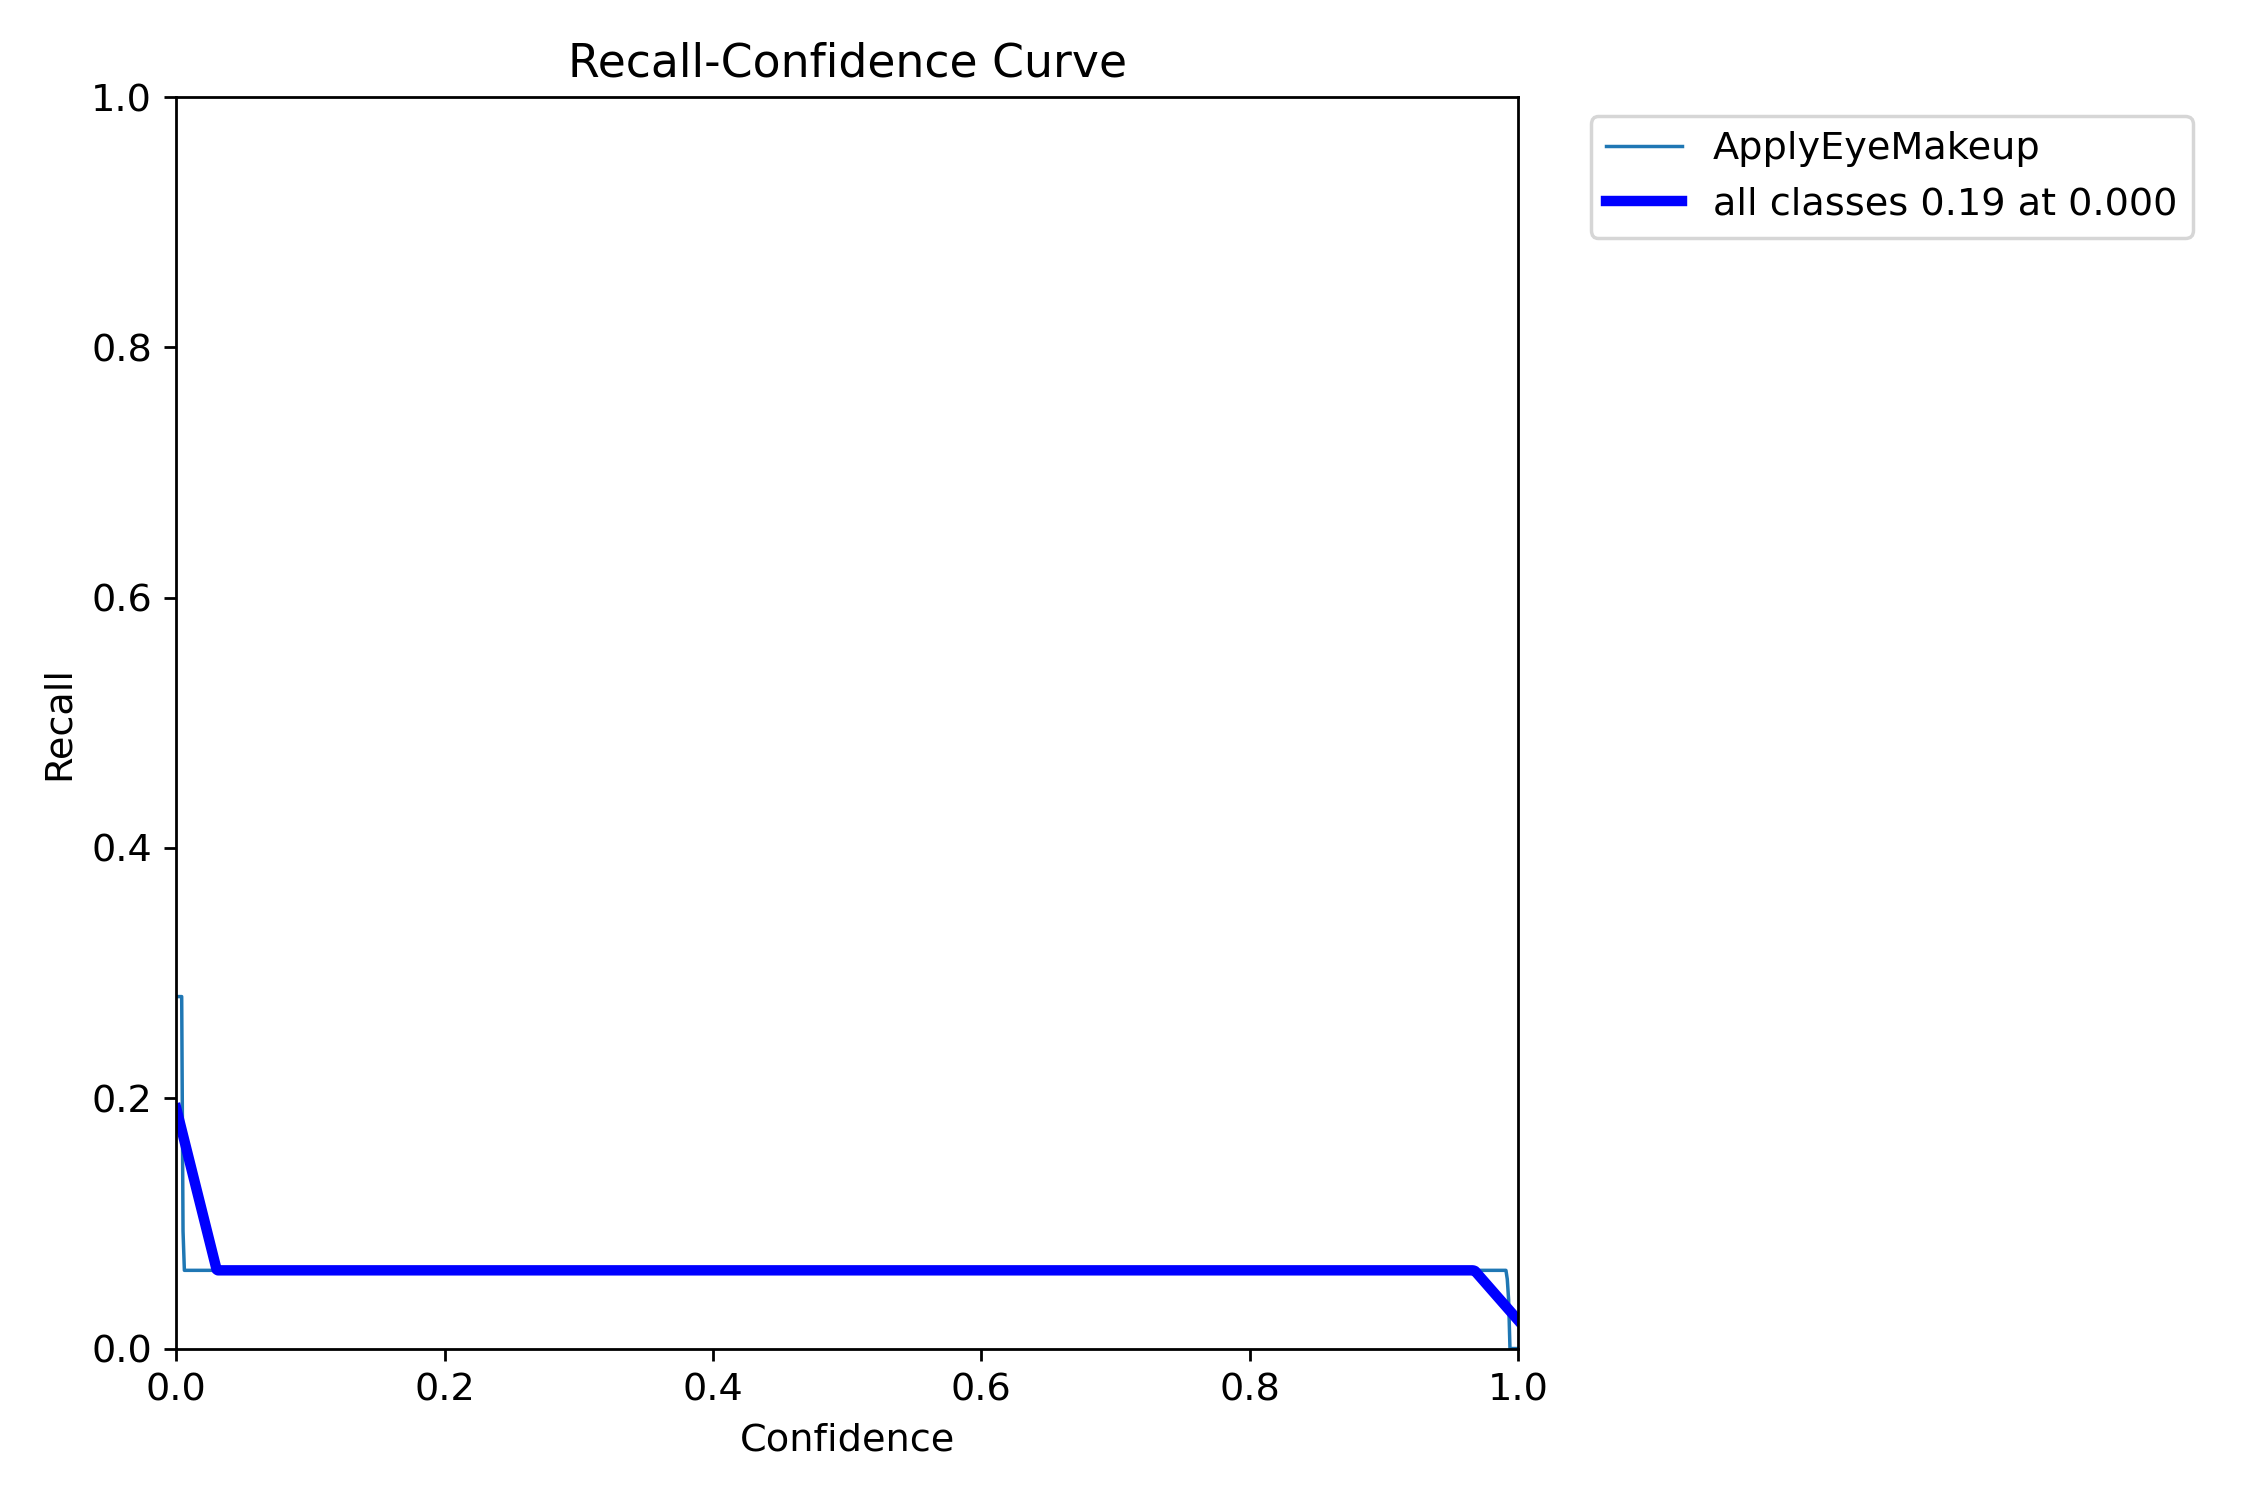 Recall-Confidence Curve
1.0
0.8
0.6
0.4
0.2
0.0
Recall
0.0 0.2 0.4 0.6 0.8 1.0
Confidence
ApplyEyeMakeup
all classes 0.19 at 0.000